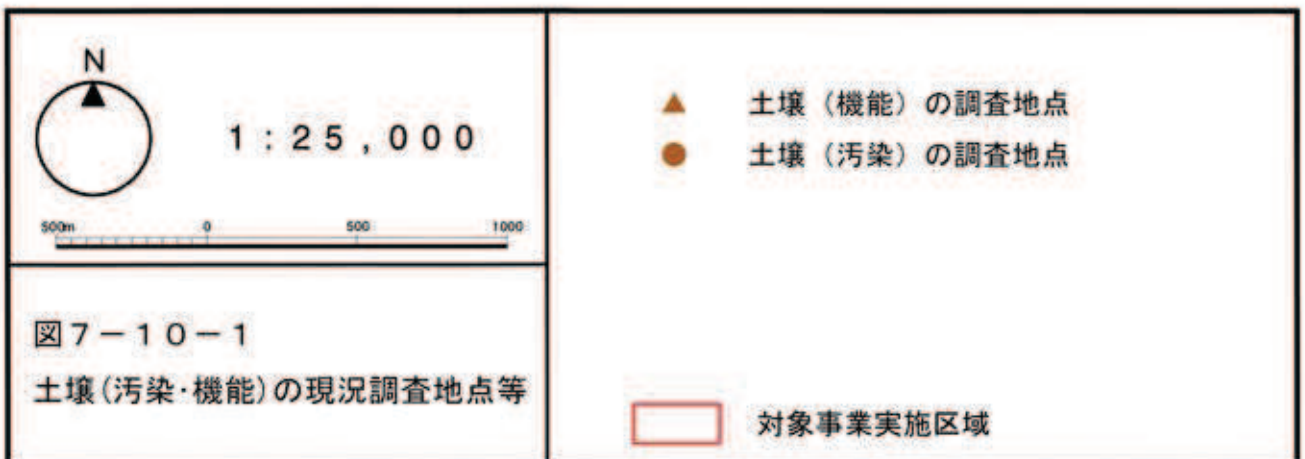 N
1:25,000
500m 0 500 1000
図7－10－1
土壌(汚染･機能)の現況調査地点等
土壌（機能）の調査地点
土壌（汚染）の調査地点
対象事業実施区域